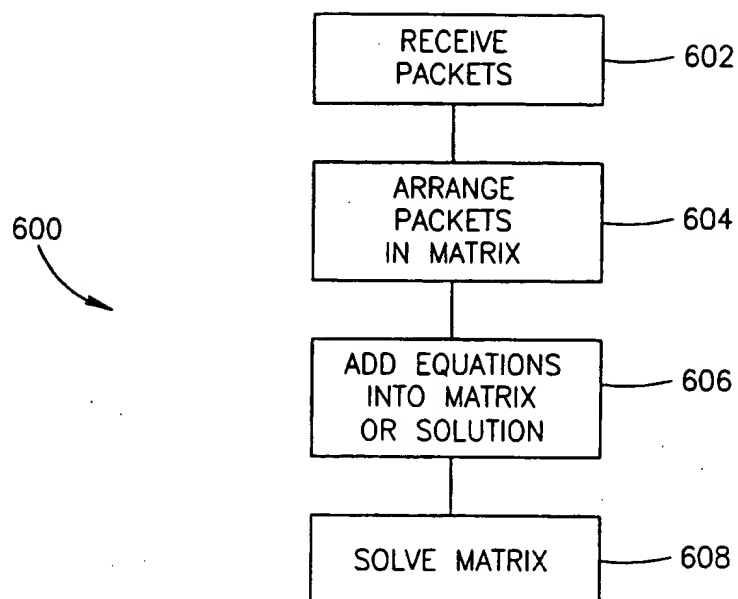 RECEIVE
PACKETS
602
ARRANGE
PACKETS
IN MATRIX
604
600
ADD EQUATIONS
INTO MATRIX
OR SOLUTION
606
SOLVE MATRIX
608